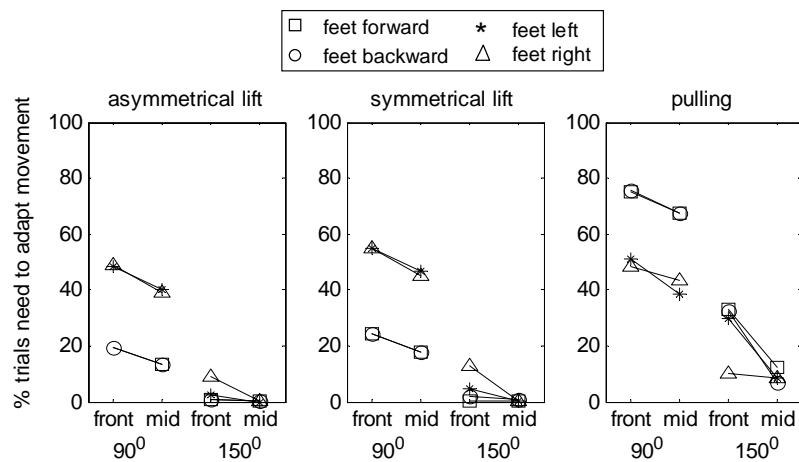 feet forward
feet backward
feet left
feet right
asymmetrical lift
symmetrical lift
pulling
% trials need to adapt movement
100
80
60
40
20
0
front mid front mid
90⁰ 150⁰
100
80
60
40
20
0
front mid front mid
90⁰ 150⁰
100
80
60
40
20
0
front mid front mid
90⁰ 150⁰